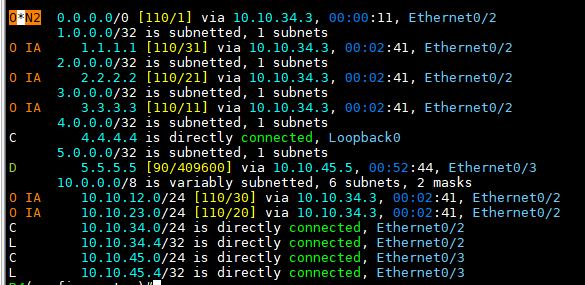 O*N2  0.0.0.0/0 [110/1] via 10.10.34.3, 00:00:11, Ethernet0/2
      1.0.0.0/32 is subnetted, 1 subnets
O IA     1.1.1.1 [110/31] via 10.10.34.3, 00:02:41, Ethernet0/2
      2.0.0.0/32 is subnetted, 1 subnets
O IA     2.2.2.2 [110/21] via 10.10.34.3, 00:02:41, Ethernet0/2
      3.0.0.0/32 is subnetted, 1 subnets
O IA     3.3.3.3 [110/11] via 10.10.34.3, 00:02:41, Ethernet0/2
      4.0.0.0/32 is subnetted, 1 subnets
C        4.4.4.4 is directly connected, Loopback0
      5.0.0.0/32 is subnetted, 1 subnets
D        5.5.5.5 [90/409600] via 10.10.45.5, 00:52:44, Ethernet0/3
      10.0.0.0/8 is variably subnetted, 6 subnets, 2 masks
O IA     10.10.12.0/24 [110/30] via 10.10.34.3, 00:02:41, Ethernet0/2
O IA     10.10.23.0/24 [110/20] via 10.10.34.3, 00:02:41, Ethernet0/2
C        10.10.34.0/24 is directly connected, Ethernet0/2
L        10.10.34.4/32 is directly connected, Ethernet0/2
C        10.10.45.0/24 is directly connected, Ethernet0/3
L        10.10.45.4/32 is directly connected, Ethernet0/3